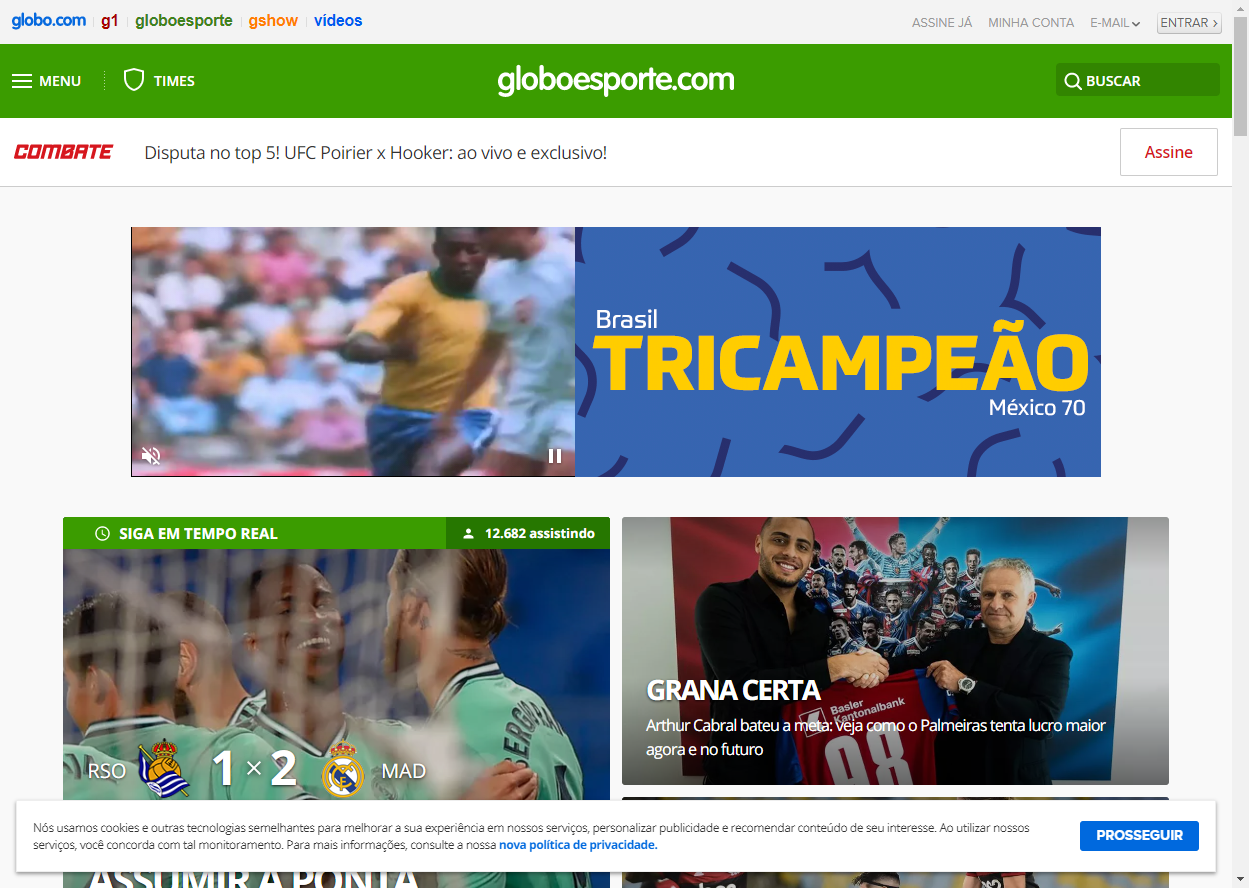 globo.com g1 globoesporte gshow vídeos ASSINE JÁ MINHA CONTA E-MAIL ENTRAR
MENU TIMES globoesporte.com BUSCAR
COMBATE Disputa no top 5! UFC Poirier x Hooker: ao vivo e exclusivo! Assine
Brasil
TRICAMPEÃO
México 70
SIGA EM TEMPO REAL 12.682 assistindo
RSO 1 × 2 MAD
ASSUMIR A PONTA
Basler
Kantonalbank
98
GRANA CERTA
Arthur Cabral bateu a meta: veja como o Palmeiras tenta lucro maior
agora e no futuro
Nós usamos cookies e outras tecnologias semelhantes para melhorar a sua experiência em nossos serviços, personalizar publicidade e recomendar conteúdo de seu interesse. Ao utilizar nossos
serviços, você concorda com tal monitoramento. Para mais informações, consulte a nossa nova política de privacidade.
PROSSEGUIR